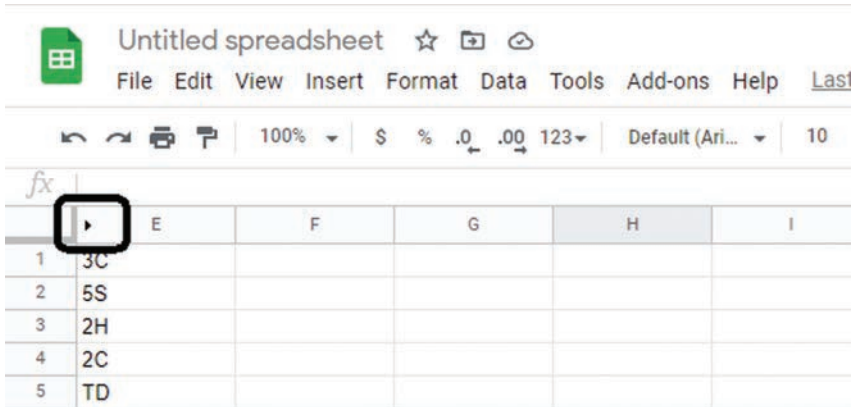 Untitled spreadsheet
File Edit View Insert Format Data Tools Add-ons Help Last
100% $ % .0 .00 123 Default (Ari... 10
fx
E F G H I
1 3C
2 5S
3 2H
4 2C
5 TD